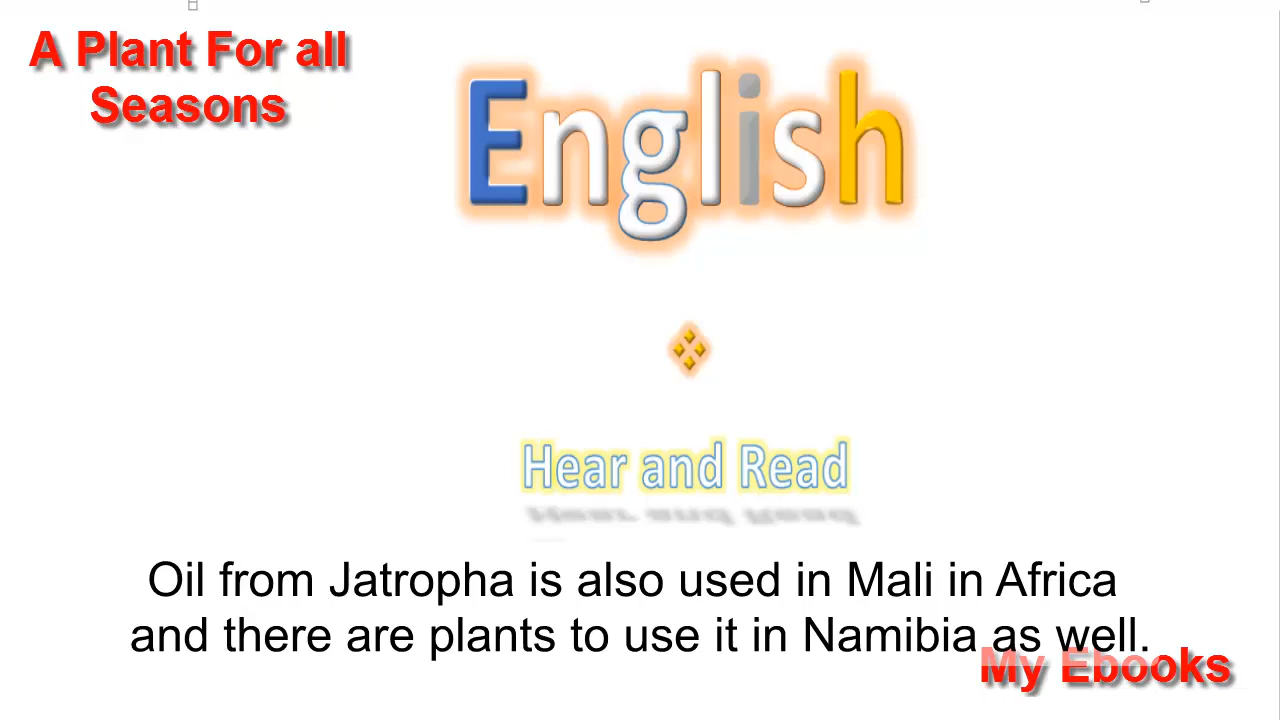 A Plant For all
Seasons
English
Hear and Read
Oil from Jatropha is also used in Mali in Africa
and there are plants to use it in Namibia as well.
My Ebooks